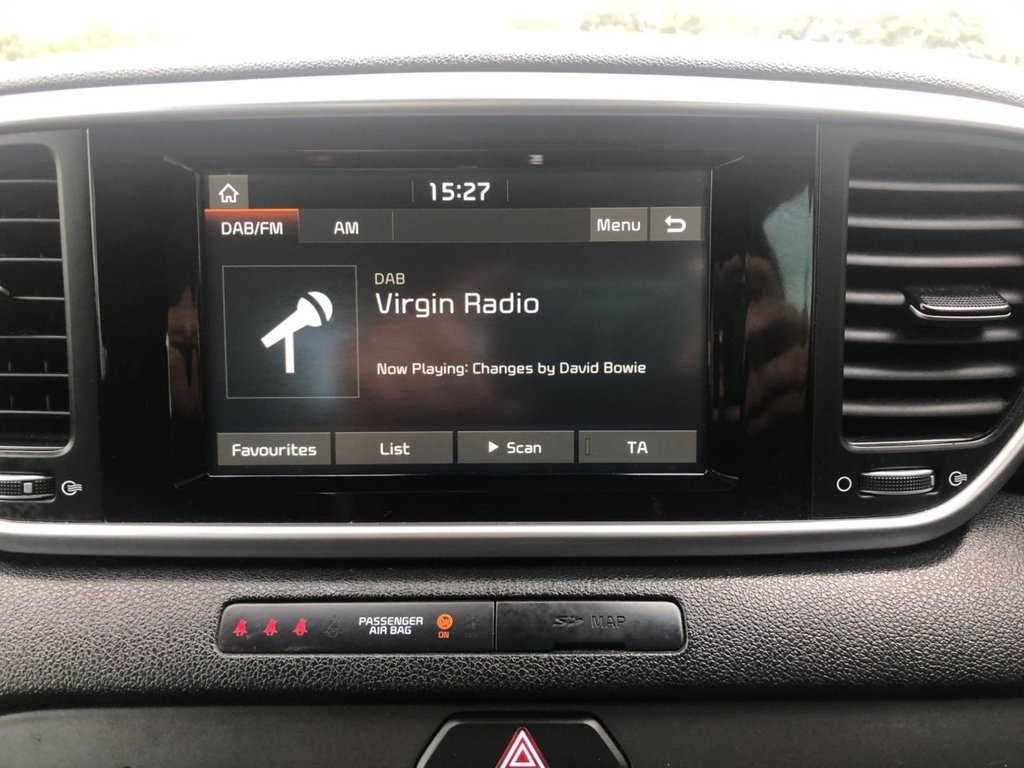 15:27
DAB/FM AM Menu
DAB
Virgin Radio
Now Playing: Changes by David Bowie
Favourites List Scan TA
PASSENGER
AIR BAG
ON
SD MAP